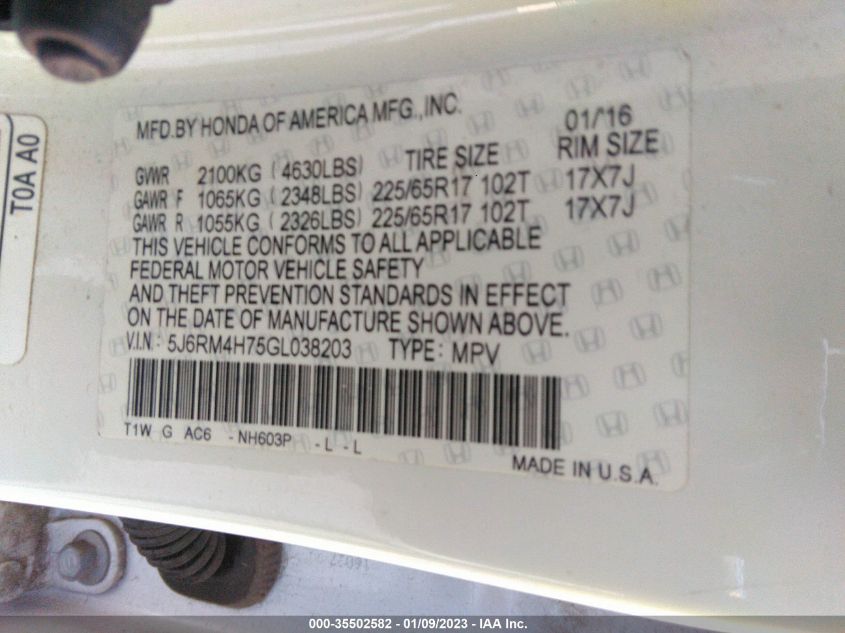 MFD.BY HONDA OF AMERICA MFG.,INC. 01/16
TIRE SIZE RIM SIZE
GVWR 2100KG ( 4630LBS)
GAWR F 1065KG ( 2348LBS) 225/65R17 102T 17X7J
GAWR R 1055KG ( 2326LBS) 225/65R17 102T 17X7J
THIS VEHICLE CONFORMS TO ALL APPLICABLE
FEDERAL MOTOR VEHICLE SAFETY
AND THEFT PREVENTION STANDARDS IN EFFECT
ON THE DATE OF MANUFACTURE SHOWN ABOVE.
V.I.N.: 5J6RM4H75GL038203 TYPE: MPV
T1W G AC6 -NH603P -L -L
MADE IN U.S.A.
T0A A0
000-35502582 - 01/09/2023 - IAA Inc.